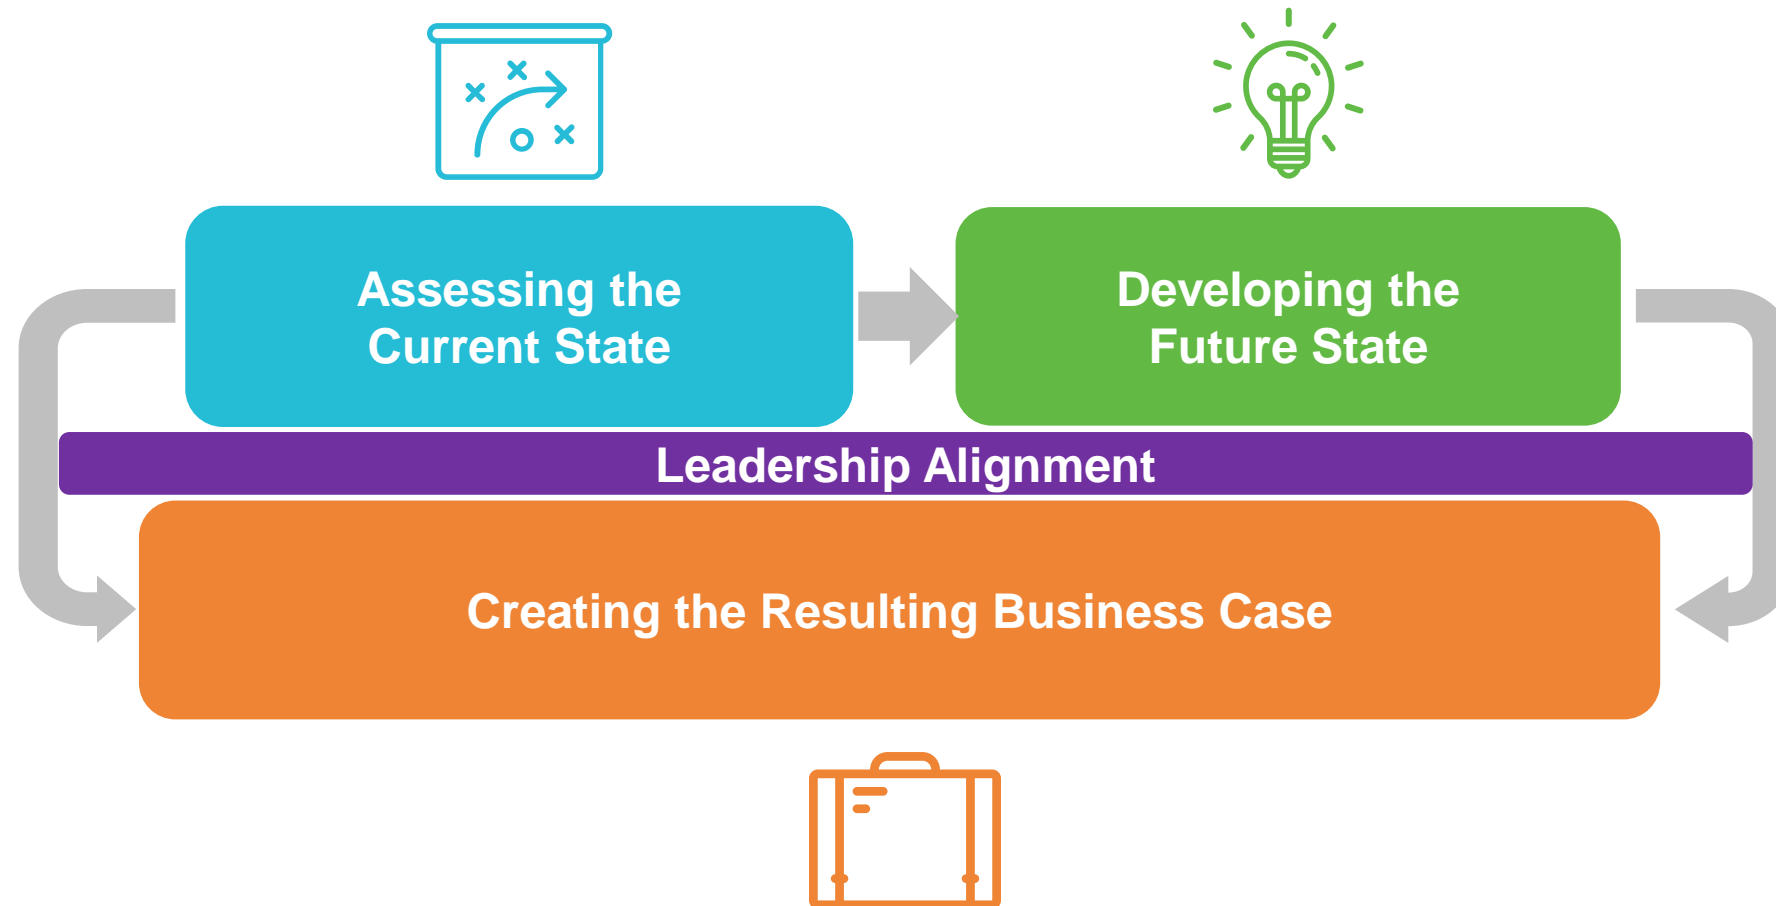 Assessing the
Current State
Developing the
Future State
Leadership Alignment
Creating the Resulting Business Case